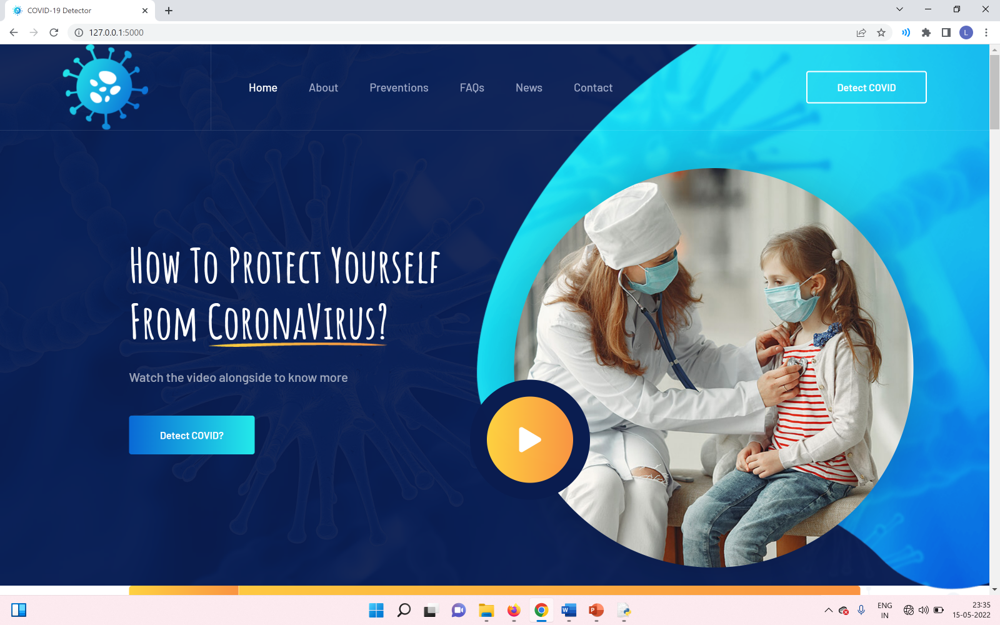 COVID-19 Detector
127.0.0.1:5000
L
Home About Preventions FAQs News Contact
Detect COVID
How To Protect Yourself
From CoronaVirus?
Watch the video alongside to know more
Detect COVID?
W
P
ENG
IN
23:35
15-05-2022